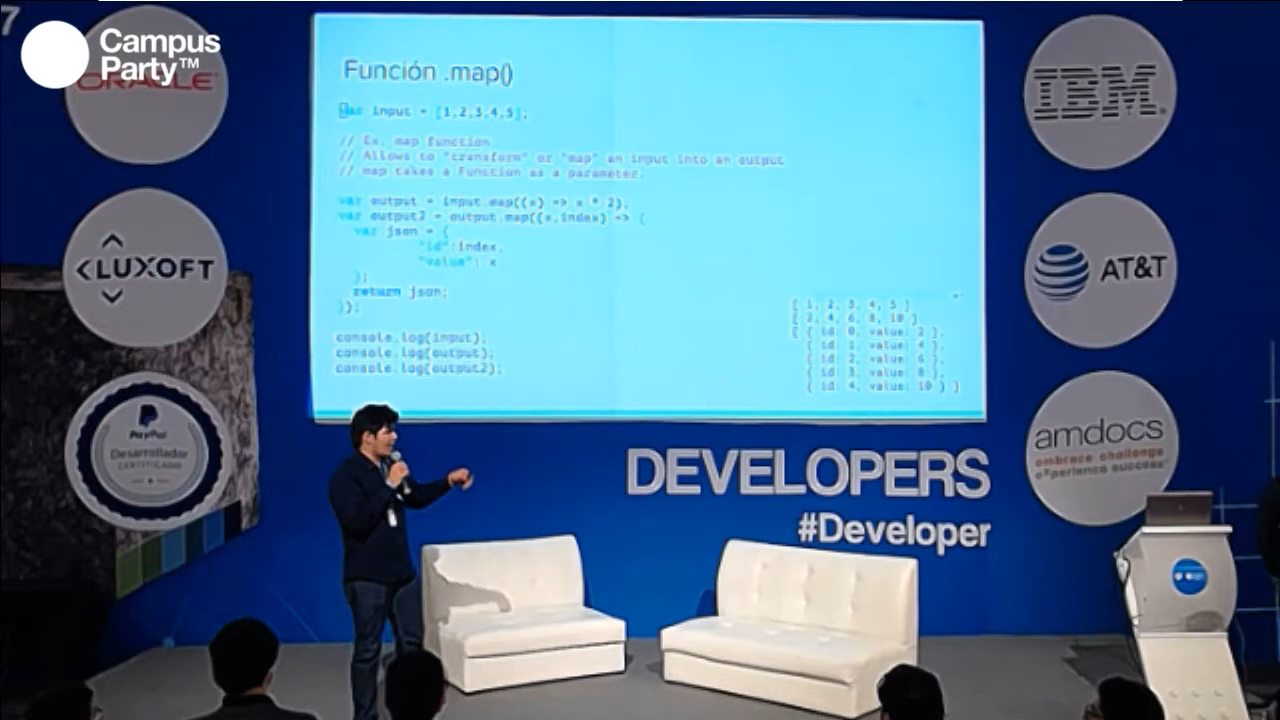 7
Campus
Party™
ORACLE
IBM
LUXOFT
AT&T
PayPal
Desarrollador
CERTIFICADO
amdocs
embrace challenge
experience success™
Función .map()
var input = [1,2,3,4,5];
// Ex. map function
// Allows to "transform" or "map" an input into an output
// map takes a Function as a parameter.
var output = input.map((x) => x * 2);
var output2 = output.map((x,index) => {
var json = {
"id":index,
"value": x
};
return json;
});
console.log(input);
console.log(output);
console.log(output2);
[ 1, 2, 3, 4, 5 ]
[ 2, 4, 6, 8, 10 ]
[ { id: 0, value: 2 },
{ id: 1, value: 4 },
{ id: 2, value: 6 },
{ id: 3, value: 8 },
{ id: 4, value: 10 } ]
DEVELOPERS
#Developer